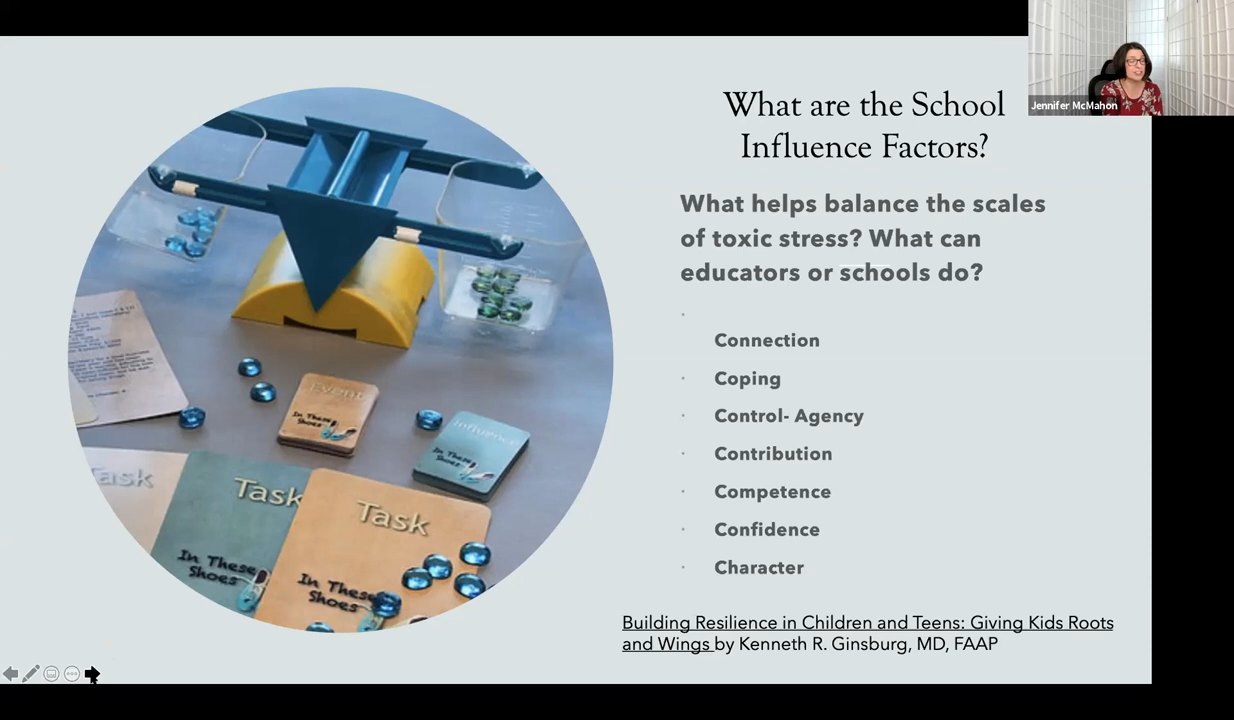 What are the School
Influence Factors?
Jennifer McMahon
What helps balance the scales
of toxic stress? What can
educators or schools do?
Connection
Coping
Control- Agency
Contribution
Competence
Confidence
Character
Building Resilience in Children and Teens: Giving Kids Roots
and Wings by Kenneth R. Ginsburg, MD, FAAP
Event
In These
Shoes
Influence
In These
Shoes
Task
Task
Task
In These
Shoes
In These
Shoes